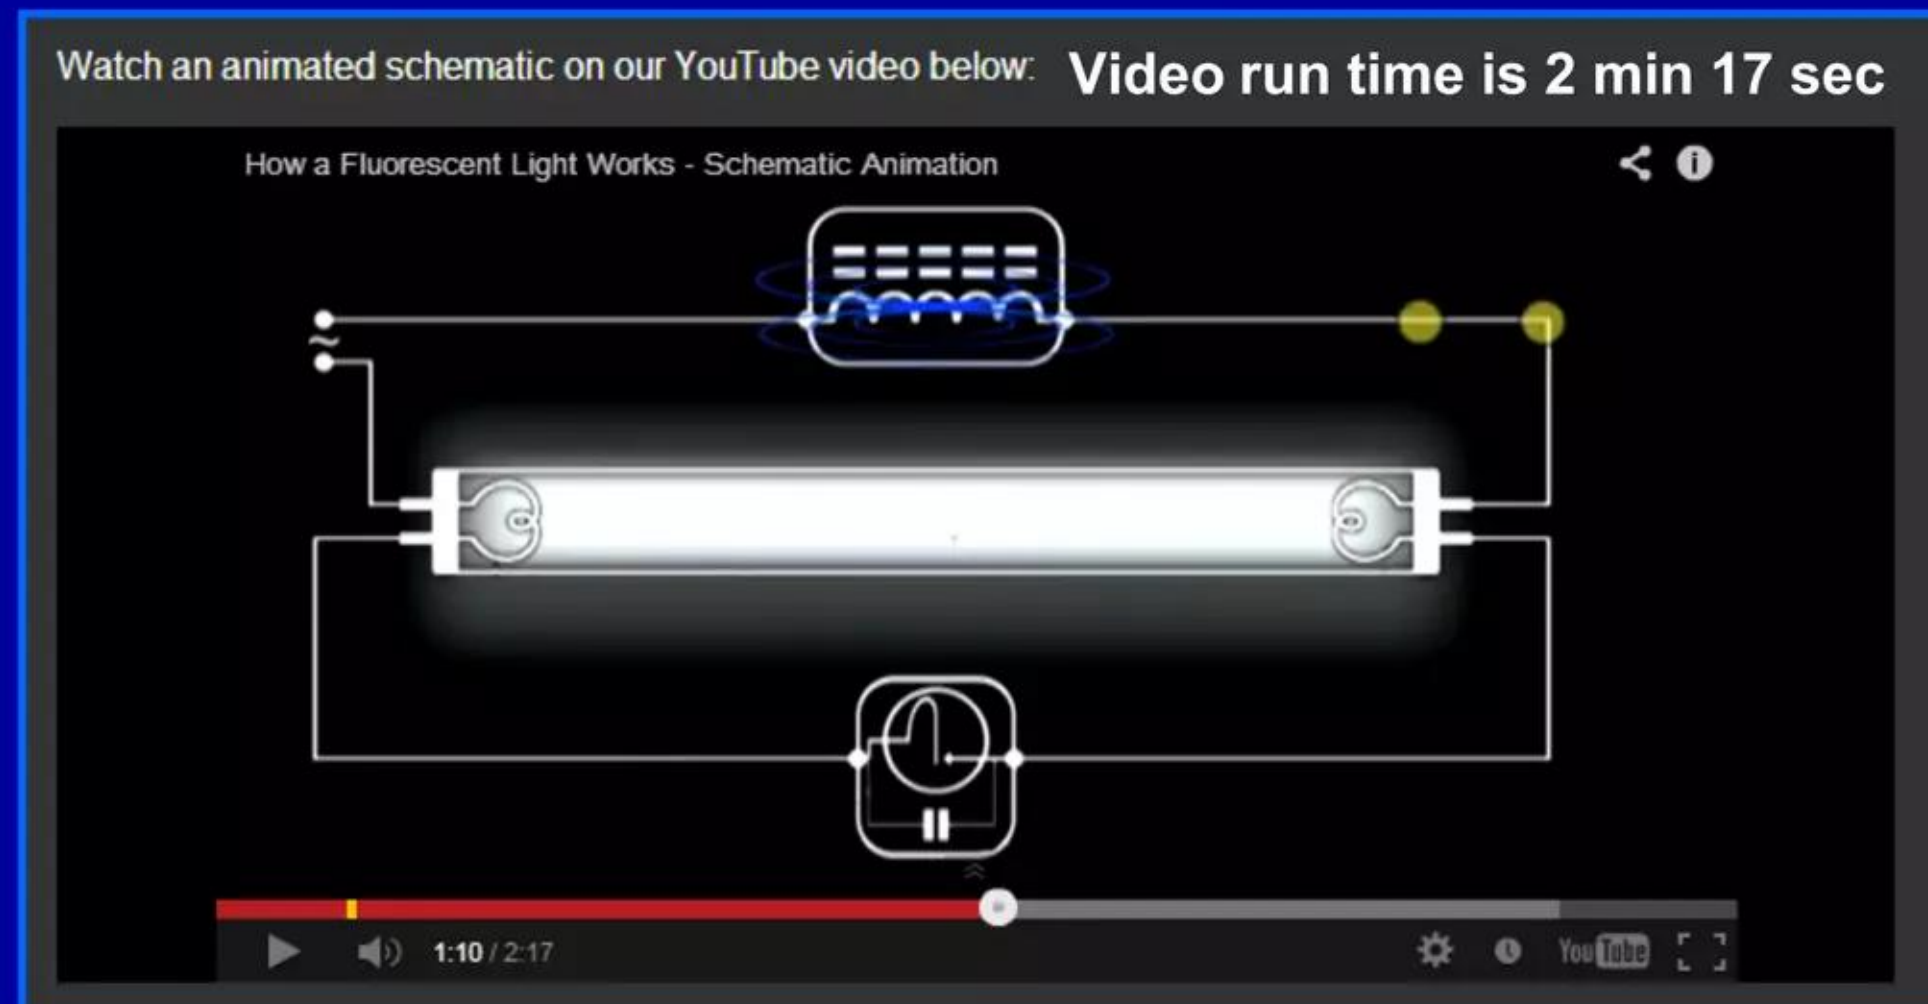 Watch an animated schematic on our YouTube video below: Video run time is 2 min 17 sec
How a Fluorescent Light Works - Schematic Animation
~
1:10 / 2:17 YouTube